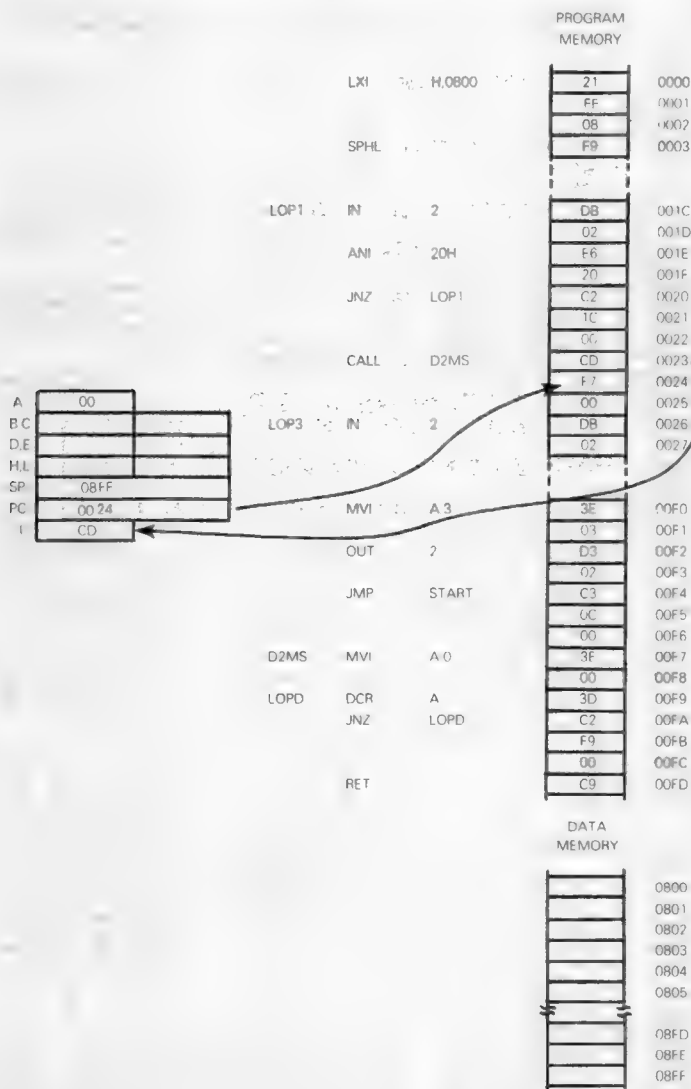 PROGRAM
MEMORY
LXI H,0800 21 0000
FF 0001
08 0002
SPHL F9 0003
LOP1 IN 2 DB 001C
02 001D
ANI 20H E6 001E
20 001F
JNZ LOP1 C2 0020
1C 0021
00 0022
CALL D2MS CD 0023
F7 0024
A 00
00 0025
B,C
LOP3 IN 2 DB 0026
D,E
02 0027
H,L
SP 08FF
PC 00 24
MVI A 3 3E 00F0
I CD
03 00F1
OUT 2 D3 00F2
02 00F3
JMP START C3 00F4
0C 00F5
00 00F6
D2MS MVI A 0 3E 00F7
00 00F8
LOPD DCR A 3D 00F9
JNZ LOPD C2 00FA
F9 00FB
00 00FC
RET C9 00FD
DATA
MEMORY
0800
0801
0802
0803
0804
0805
08FD
08FE
08FF